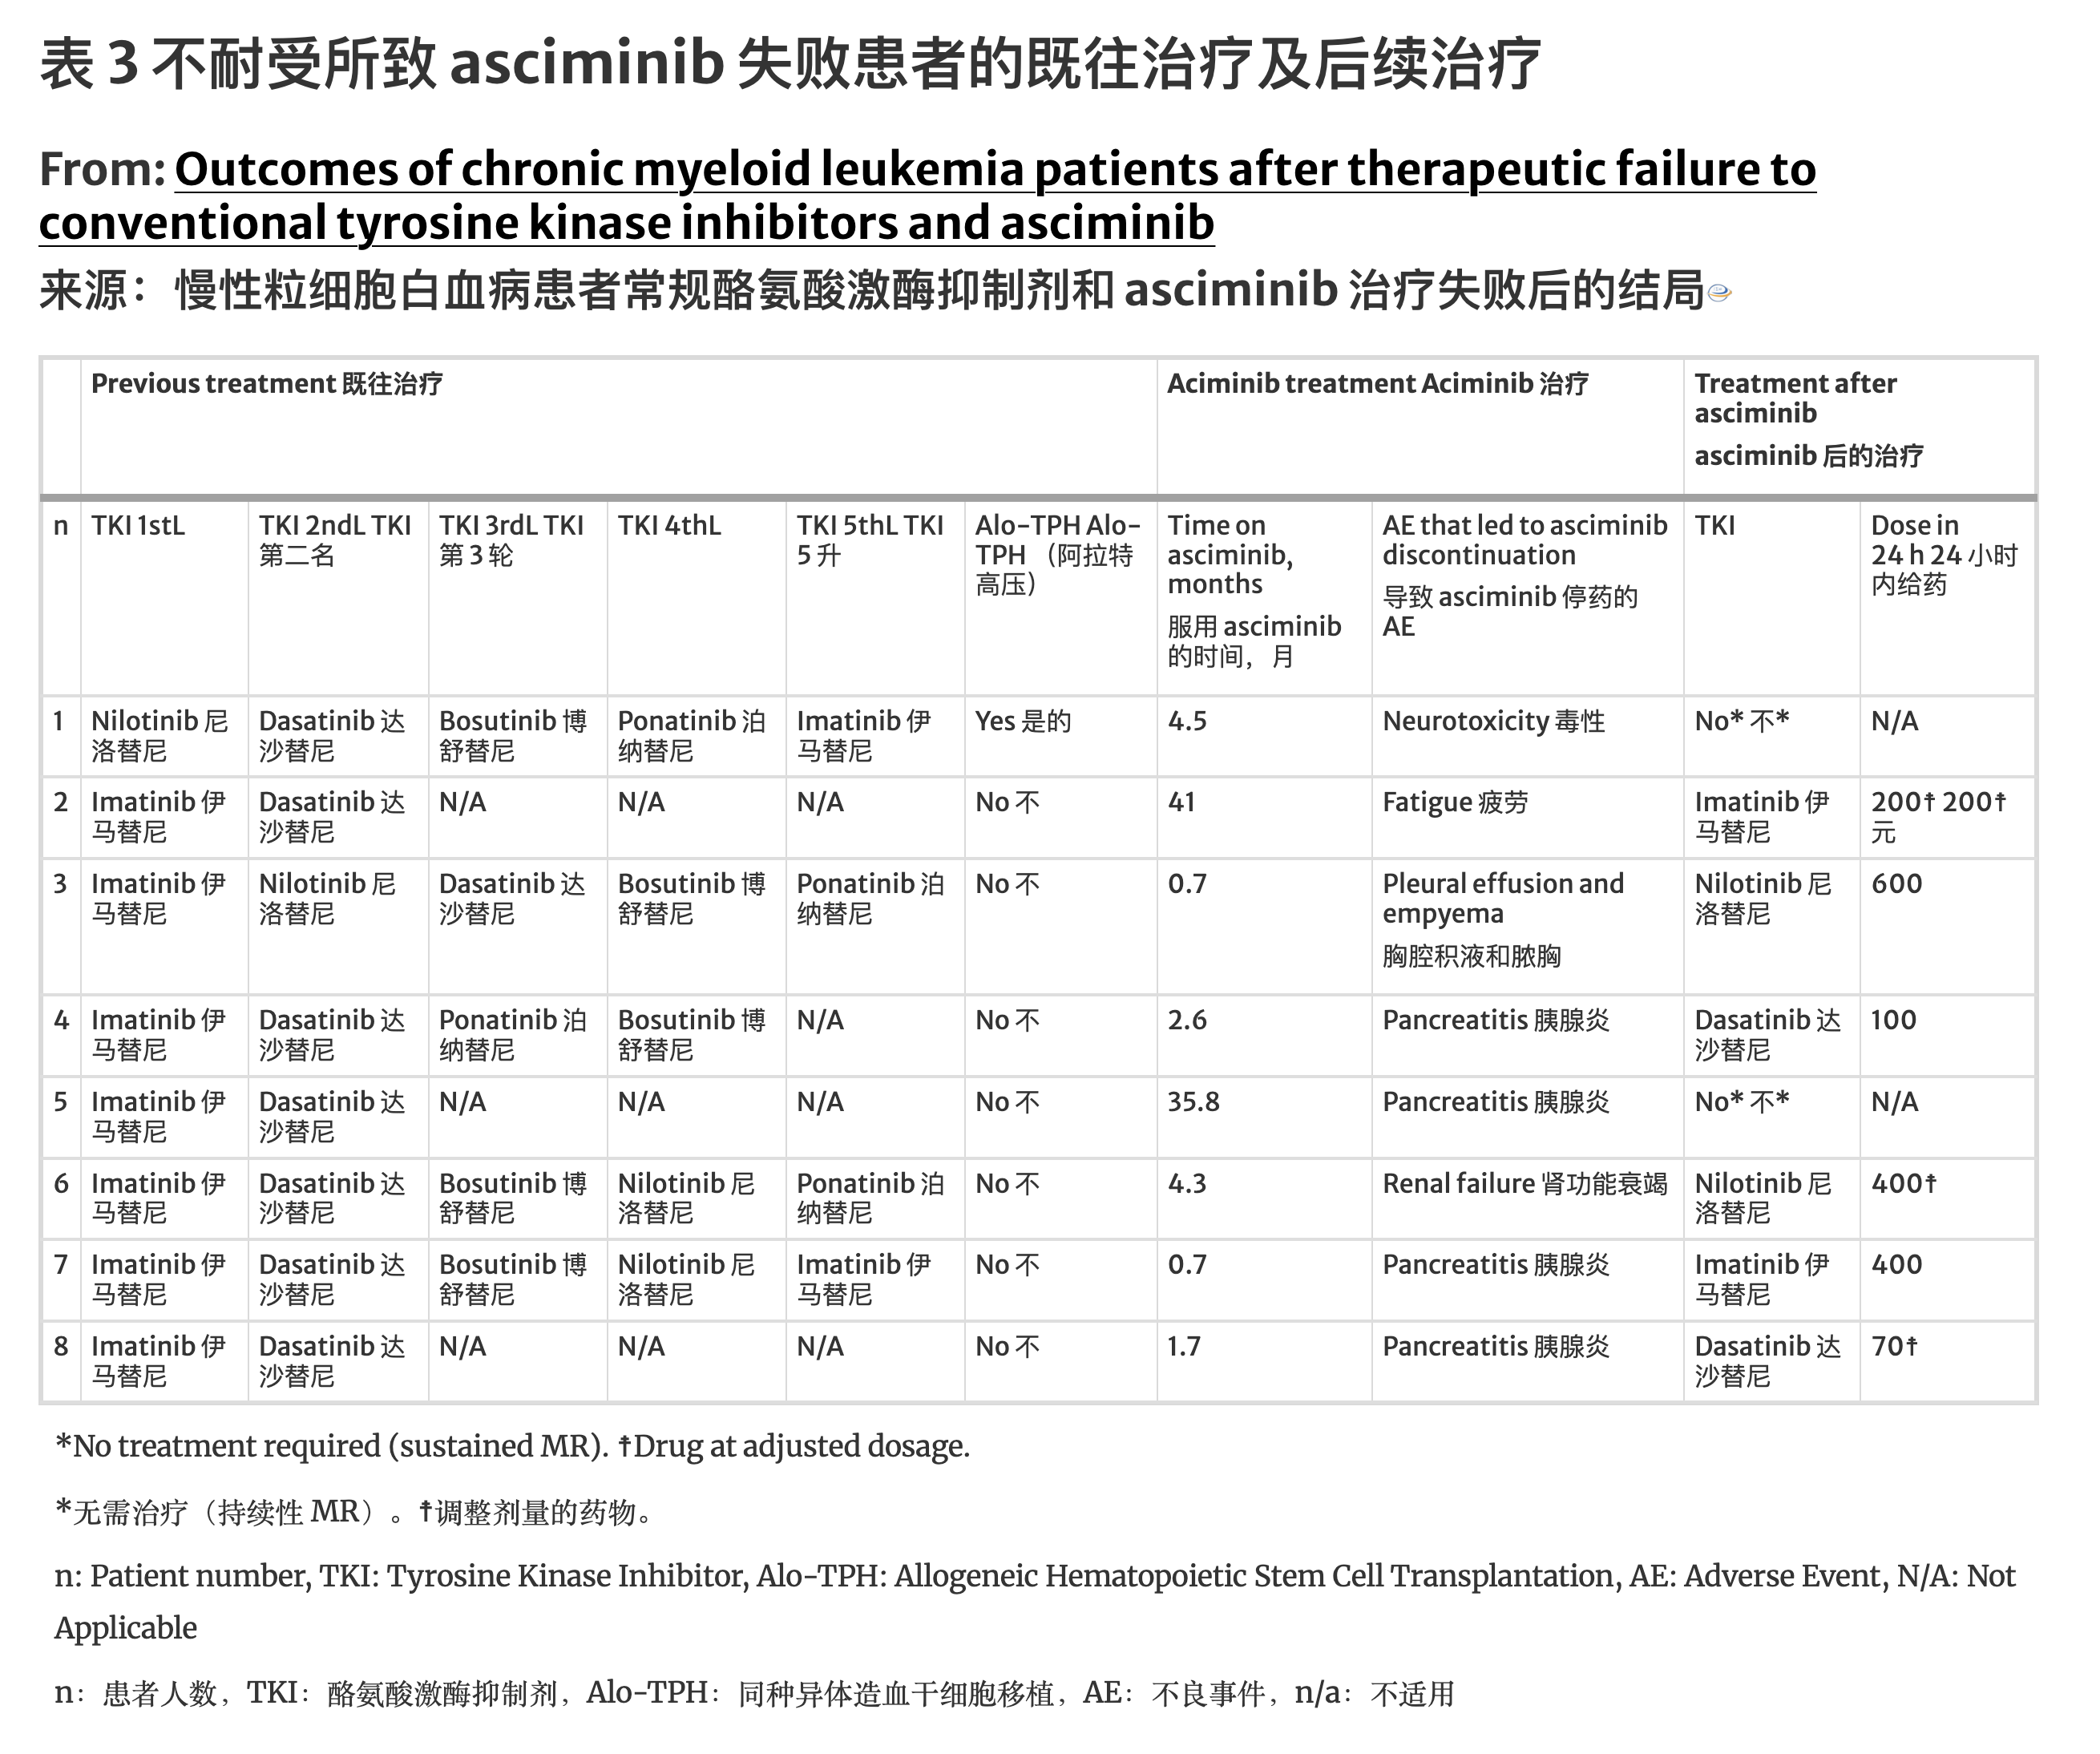 表 3 不耐受所致 asciminib 失败患者的既往治疗及后续治疗
From: Outcomes of chronic myeloid leukemia patients after therapeutic failure to
conventional tyrosine kinase inhibitors and asciminib
来源：慢性粒细胞白血病患者常规酪氨酸激酶抑制剂和 asciminib 治疗失败后的结局
Previous treatment 既往治疗
Aciminib treatment Aciminib 治疗
Treatment after
asciminib
asciminib 后的治疗
n
TKI 1stL
TKI 2ndL TKI
第二名
TKI 3rdL TKI
第 3 轮
TKI 4thL
TKI 5thL TKI
5 升
Alo-TPH Alo-
TPH （阿拉特
高压）
Time on
asciminib,
months
服用 asciminib
的时间， 月
AE that led to asciminib
discontinuation
导致 asciminib 停药的
AE
TKI
Dose in
24 h 24 小时
内给药
1
Nilotinib 尼
洛替尼
Dasatinib 达
沙替尼
Bosutinib 博
舒替尼
Ponatinib 泊
纳替尼
Imatinib 伊
马替尼
Yes 是的
4.5
Neurotoxicity 毒性
No* 不*
N/A
2
Imatinib 伊
马替尼
Dasatinib 达
沙替尼
N/A
N/A
N/A
No 不
41
Fatigue 疲劳
Imatinib 伊
马替尼
200☨ 200☨
元
3
Imatinib 伊
马替尼
Nilotinib 尼
洛替尼
Dasatinib 达
沙替尼
Bosutinib 博
舒替尼
Ponatinib 泊
纳替尼
No 不
0.7
Pleural effusion and
empyema
胸腔积液和脓胸
Nilotinib 尼
洛替尼
600
4
Imatinib 伊
马替尼
Dasatinib 达
沙替尼
Ponatinib 泊
纳替尼
Bosutinib 博
舒替尼
N/A
No 不
2.6
Pancreatitis 胰腺炎
Dasatinib 达
沙替尼
100
5
Imatinib 伊
马替尼
Dasatinib 达
沙替尼
N/A
N/A
N/A
No 不
35.8
Pancreatitis 胰腺炎
No* 不*
N/A
6
Imatinib 伊
马替尼
Dasatinib 达
沙替尼
Bosutinib 博
舒替尼
Nilotinib 尼
洛替尼
Ponatinib 泊
纳替尼
No 不
4.3
Renal failure 肾功能衰竭
Nilotinib 尼
洛替尼
400☨
7
Imatinib 伊
马替尼
Dasatinib 达
沙替尼
Bosutinib 博
舒替尼
Nilotinib 尼
洛替尼
Imatinib 伊
马替尼
No 不
0.7
Pancreatitis 胰腺炎
Imatinib 伊
马替尼
400
8
Imatinib 伊
马替尼
Dasatinib 达
沙替尼
N/A
N/A
N/A
No 不
1.7
Pancreatitis 胰腺炎
Dasatinib 达
沙替尼
70☨
*No treatment required (sustained MR). ☨Drug at adjusted dosage.
*无需治疗（持续性 MR）。☨调整剂量的药物。
n: Patient number, TKI: Tyrosine Kinase Inhibitor, Alo-TPH: Allogeneic Hematopoietic Stem Cell Transplantation, AE: Adverse Event, N/A: Not
Applicable
n：患者人数，TKI：酪氨酸激酶抑制剂，Alo-TPH：同种异体造血干细胞移植，AE：不良事件，n/a：不适用